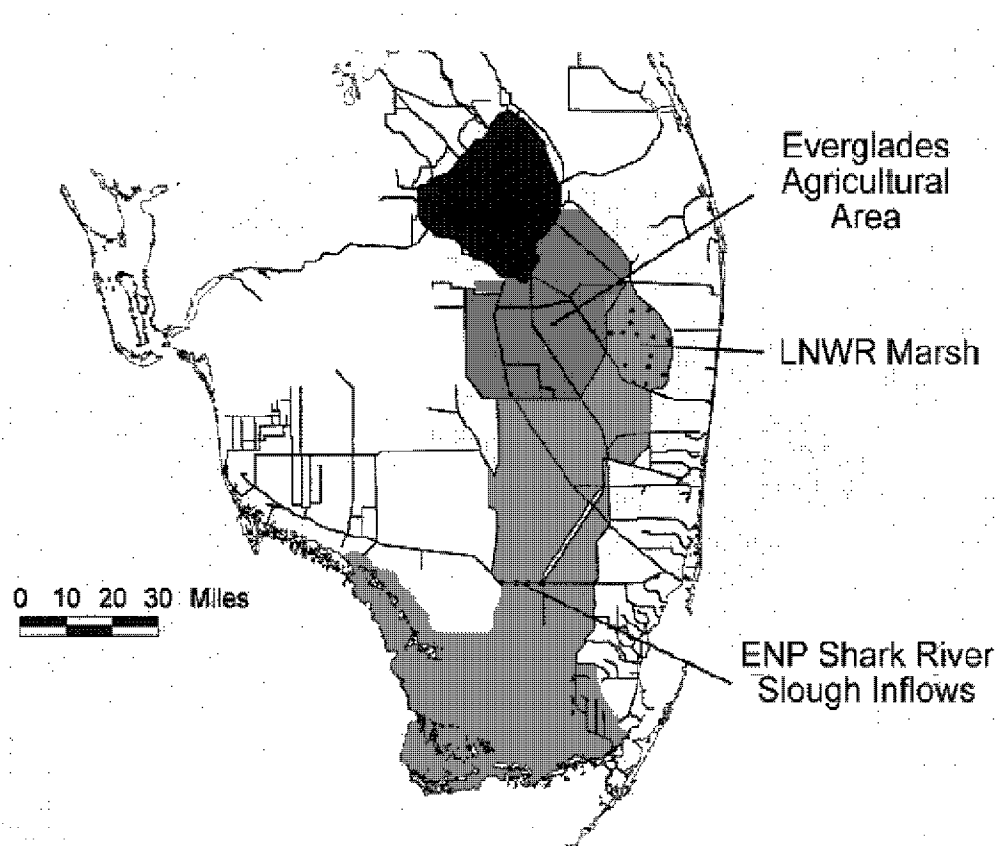 Everglades
Agricultural
Area
LNWR Marsh
0 10 20 30 Miles
ENP Shark River
Slough Inflows